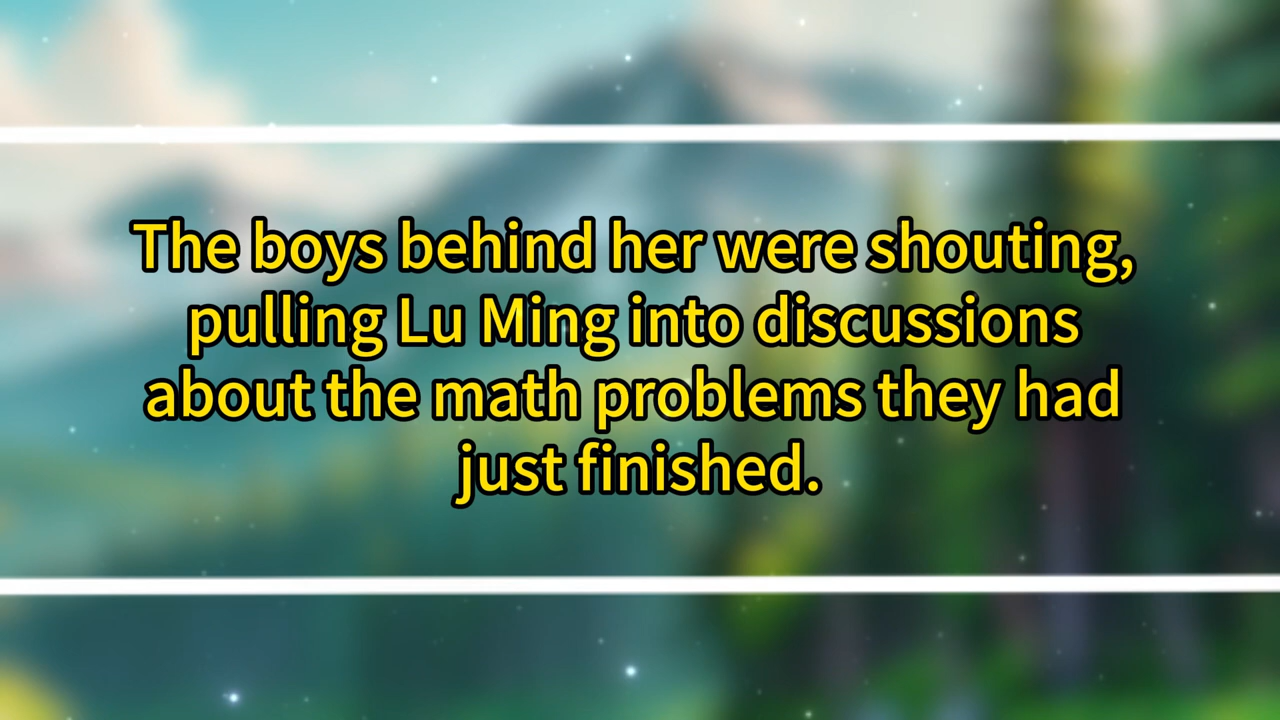 The boys behind her were shouting,
pulling Lu Ming into discussions
about the math problems they had
just finished.